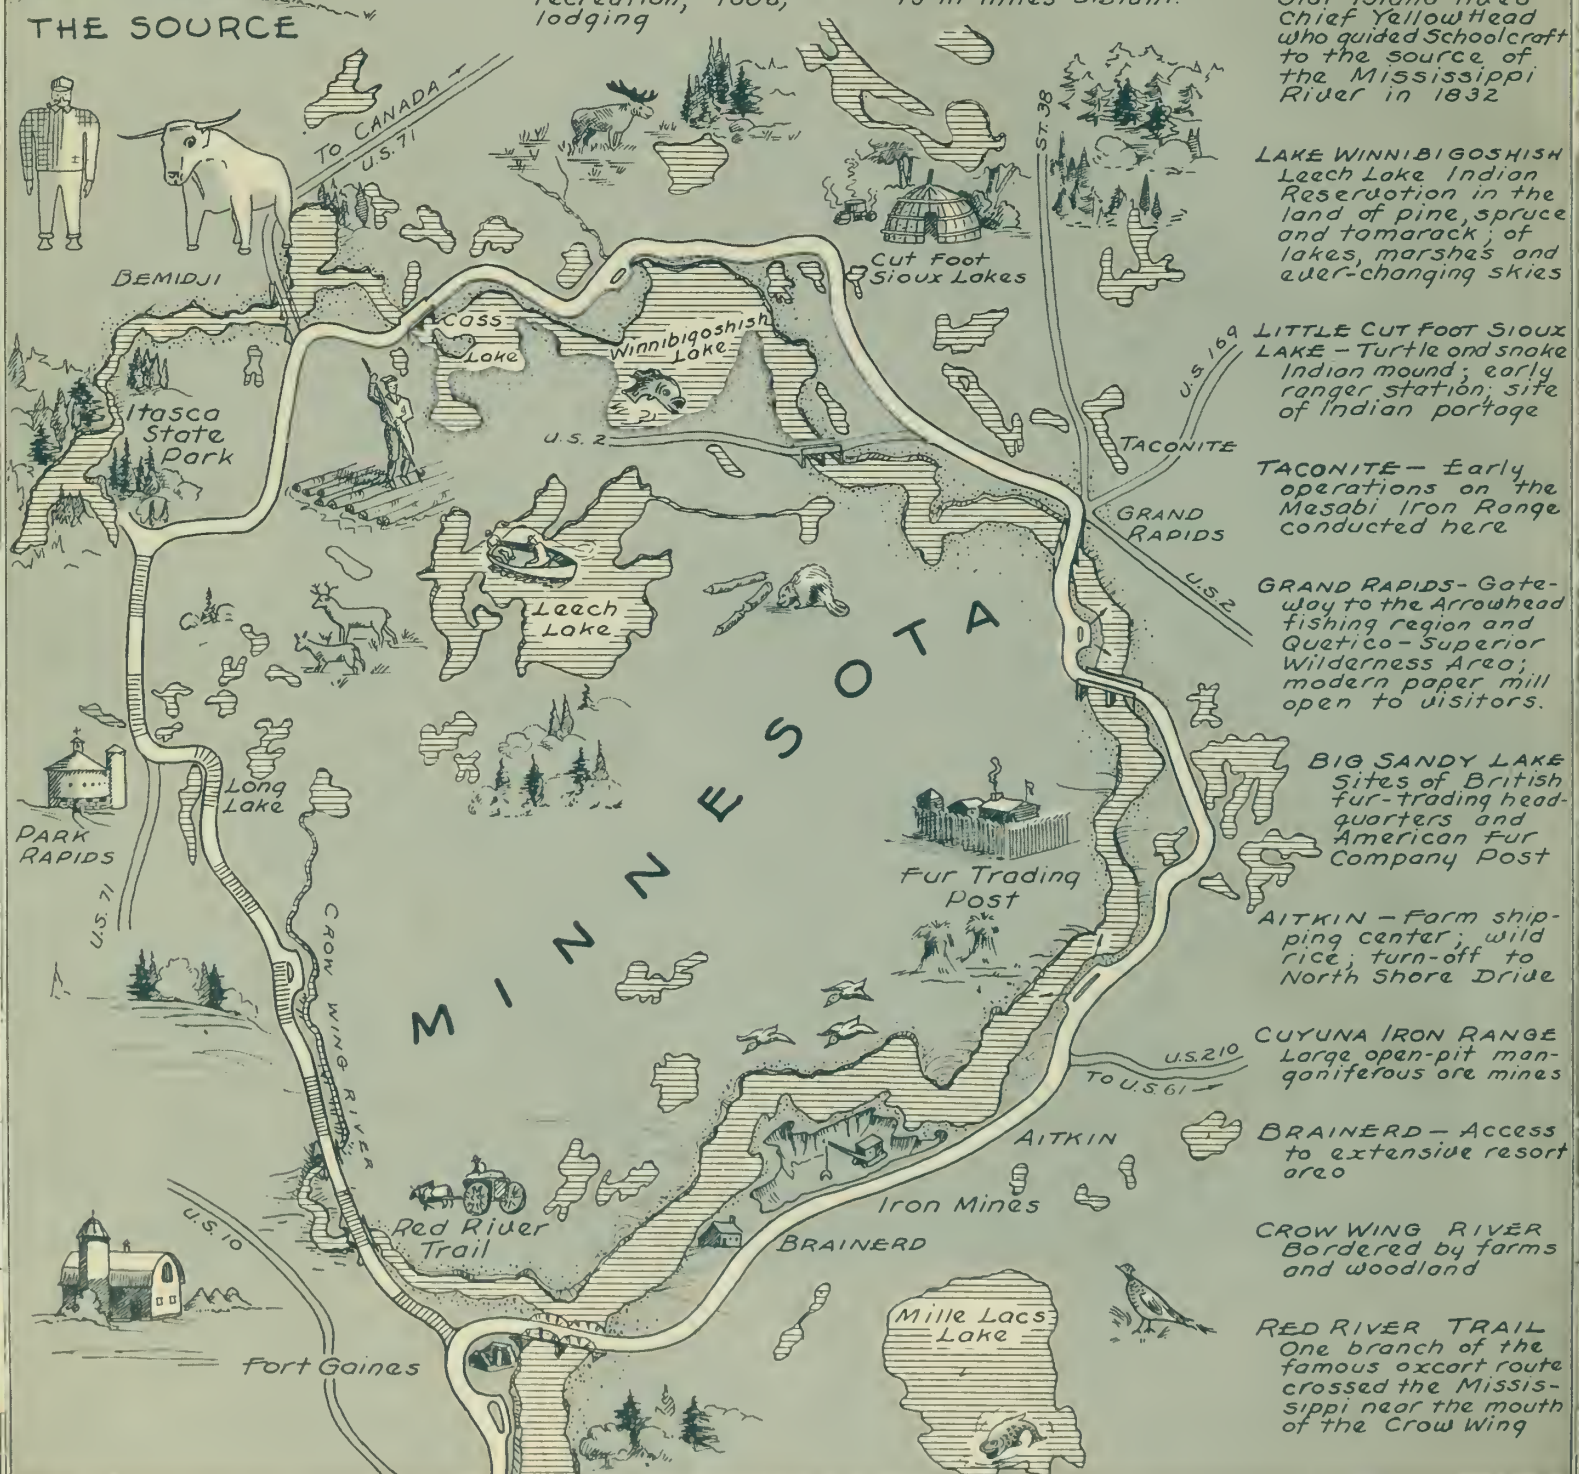 THE SOURCE
recreation, food,
lodging
Star Island lived
Chief YellowHead
who guided Schoolcraft
to the source of
the Mississippi
River in 1832
LAKE WINNIBIGOSHISH
Leech Lake Indian
Reservation in the
land of pine, spruce
and tamarack; of
lakes, marshes and
ever-changing skies
LITTLE CUT FOOT SIOUX
LAKE — Turtle and snake
Indian mound; early
ranger station; site
of Indian portage
TACONITE — Early
operations on the
Mesabi Iron Range
conducted here
GRAND RAPIDS - Gate-
way to the Arrowhead
fishing region and
Quetico-Superior
Wilderness Area;
modern paper mill
open to visitors.
BIG SANDY LAKE
Sites of British
fur-trading head-
quarters and
American Fur
Company Post
AITKIN — Farm ship-
ping center; wild
rice; turn-off to
North Shore Drive
CUYUNA IRON RANGE
Large open-pit man-
ganiferous ore mines
BRAINERD — Access
to extensive resort
area
CROW WING RIVER
Bordered by farms
and woodland
RED RIVER TRAIL
One branch of the
famous oxcart route
crossed the Missis-
sippi near the mouth
of the Crow Wing
TO CANADA
U.S. 71
ST. 38
BEMIDJI
Cut Foot
Sioux Lakes
Cass
Lake
Winnibigoshish
Lake
U.S. 169
Itasca
State
Park
U.S. 2
TACONITE
GRAND
RAPIDS
U.S. 2
Leech
Lake
MINNESOTA
Long
Lake
PARK
RAPIDS
U.S. 71
Fur Trading
Post
CROW WING RIVER
U.S. 210
TO U.S. 61
AITKIN
Iron Mines
U.S. 10
Red River
Trail
BRAINERD
Mille Lacs
Lake
Fort Gaines